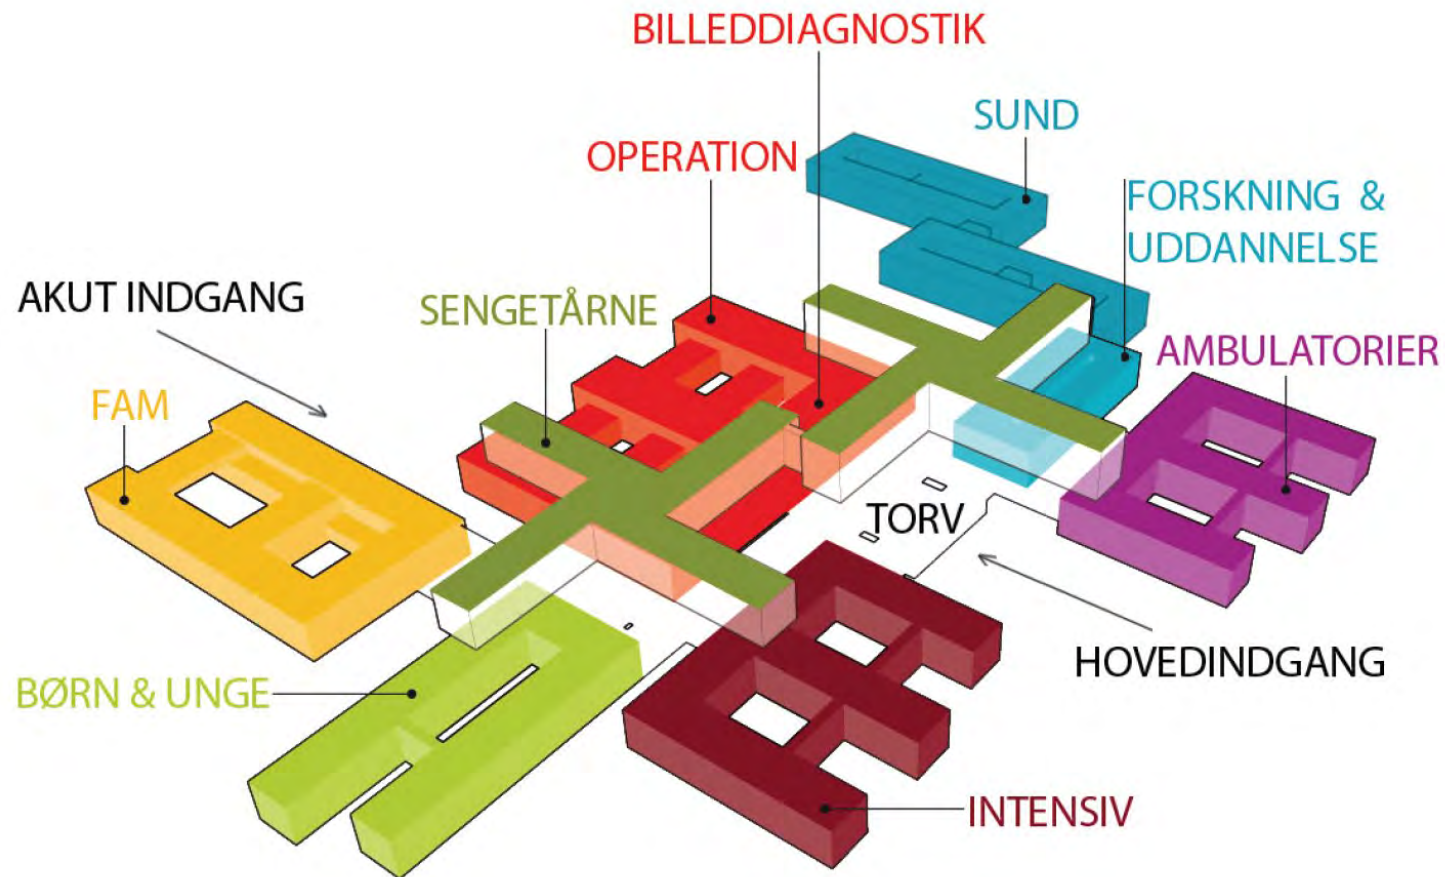 BILLEDDIAGNOSTIK
SUND
OPERATION
FORSKNING &
UDDANNELSE
AKUT INDGANG
SENGETÅRNE
AMBULATORIER
FAM
TORV
HOVEDINDGANG
BØRN & UNGE
INTENSIV